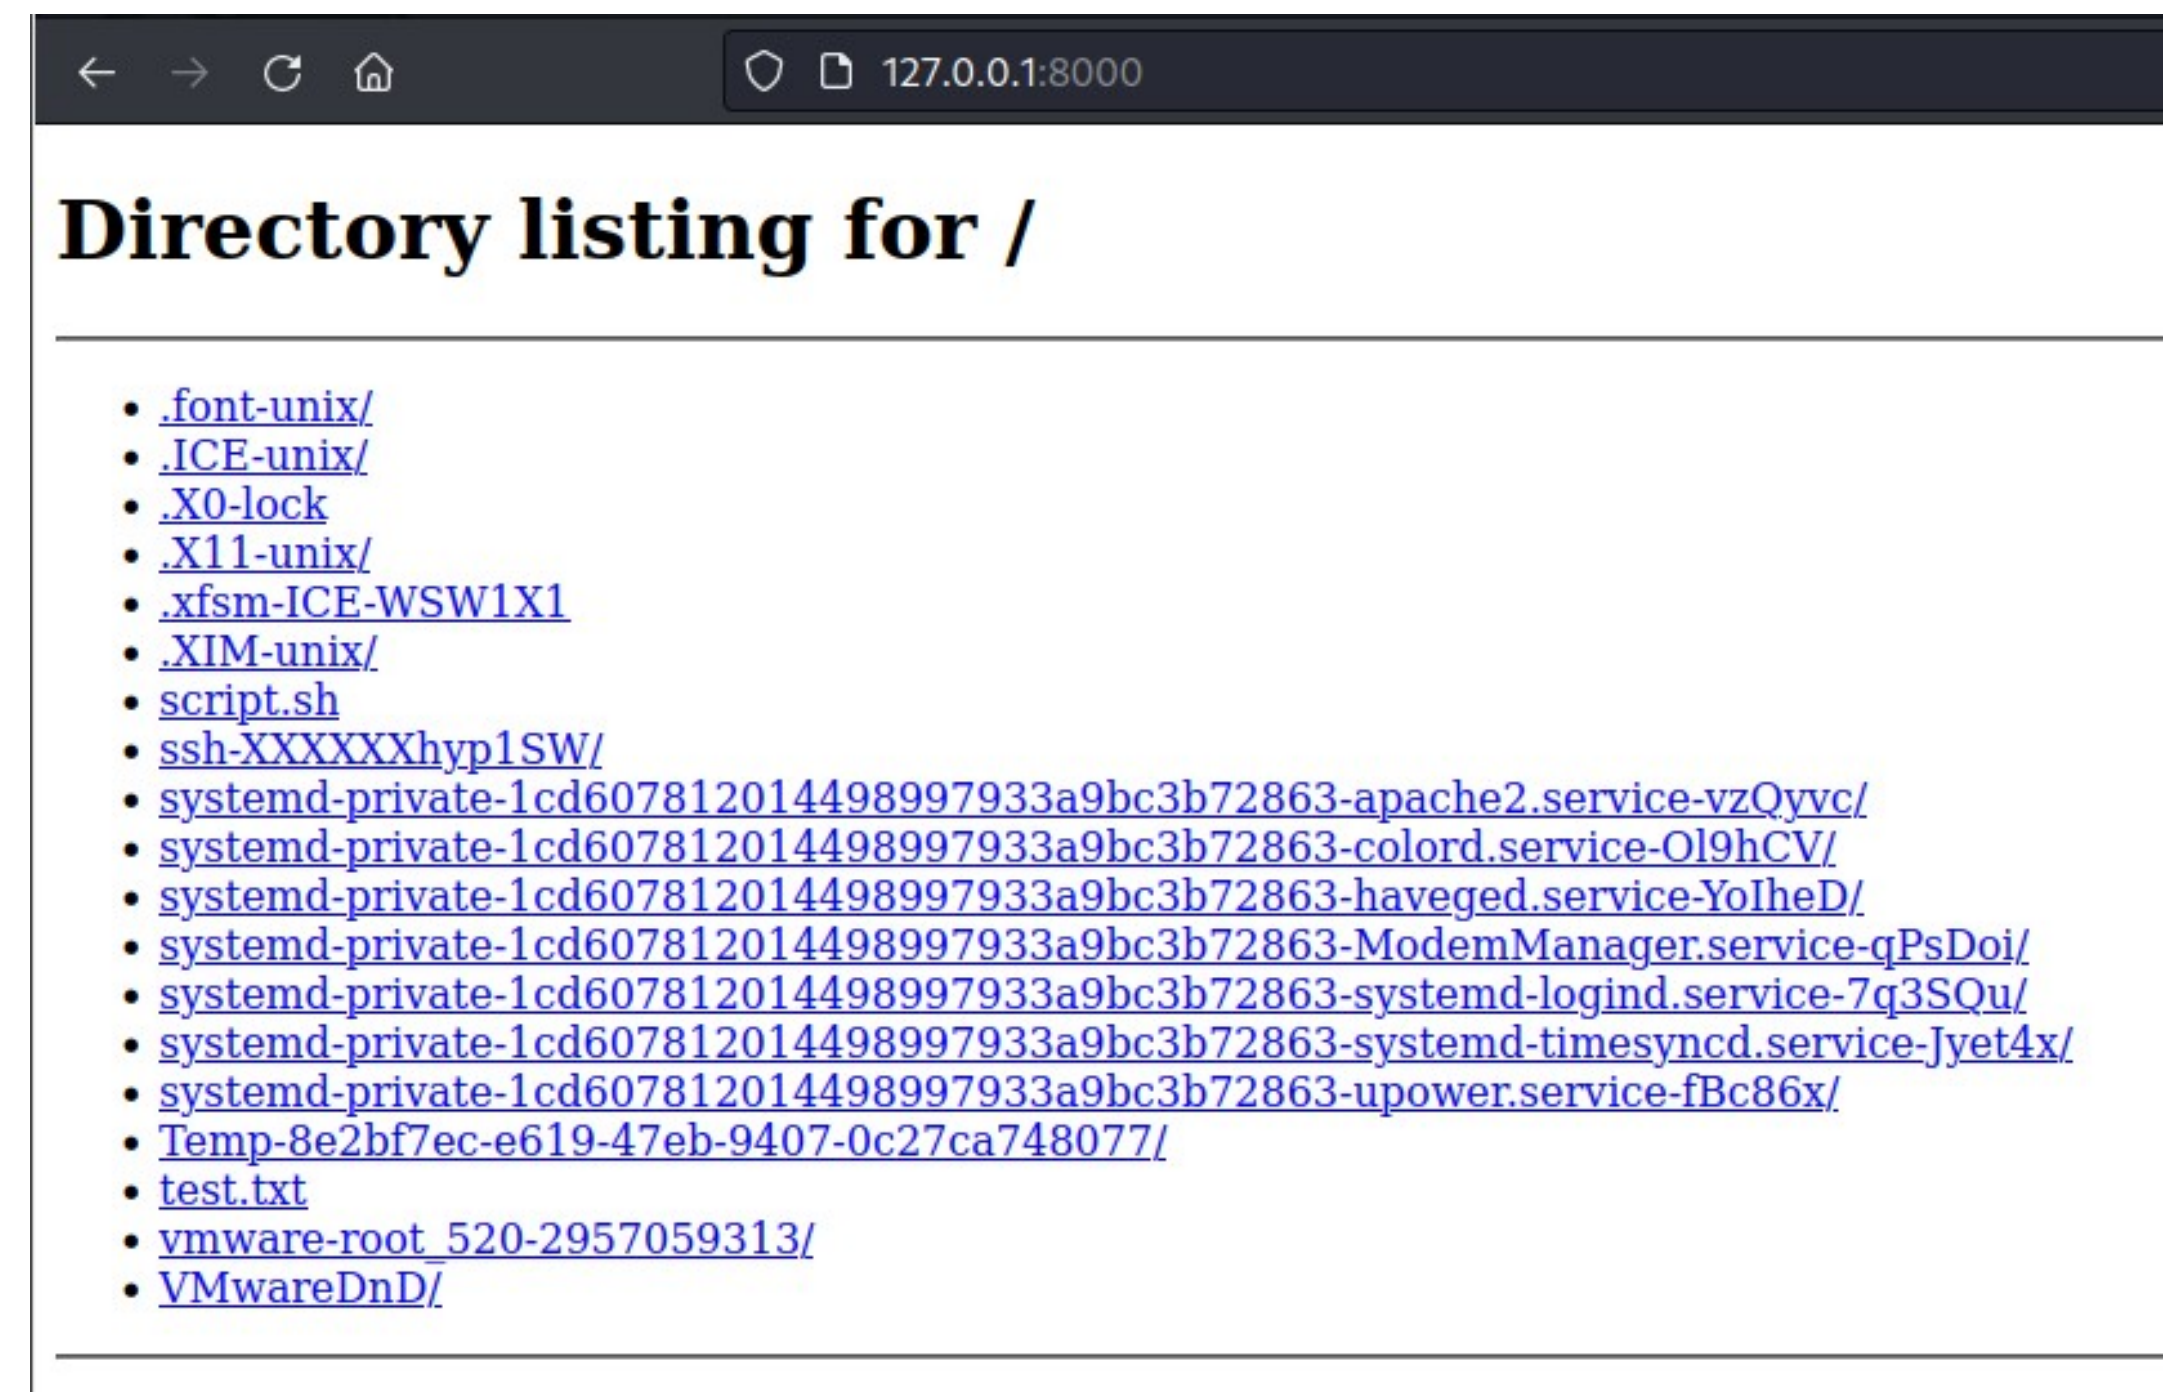 127.0.0.1:8000
Directory listing for /
.font-unix/
.ICE-unix/
.X0-lock
.X11-unix/
.xfsm-ICE-WSW1X1
.XIM-unix/
script.sh
ssh-XXXXXXhyp1SW/
systemd-private-1cd607812014498997933a9bc3b72863-apache2.service-vzQyvc/
systemd-private-1cd607812014498997933a9bc3b72863-colord.service-Ol9hCV/
systemd-private-1cd607812014498997933a9bc3b72863-haveged.service-YoIheD/
systemd-private-1cd607812014498997933a9bc3b72863-ModemManager.service-qPsDoi/
systemd-private-1cd607812014498997933a9bc3b72863-systemd-logind.service-7q3SQu/
systemd-private-1cd607812014498997933a9bc3b72863-systemd-timesyncd.service-Jyet4x/
systemd-private-1cd607812014498997933a9bc3b72863-upower.service-fBc86x/
Temp-8e2bf7ec-e619-47eb-9407-0c27ca748077/
test.txt
vmware-root_520-2957059313/
VMwareDnD/